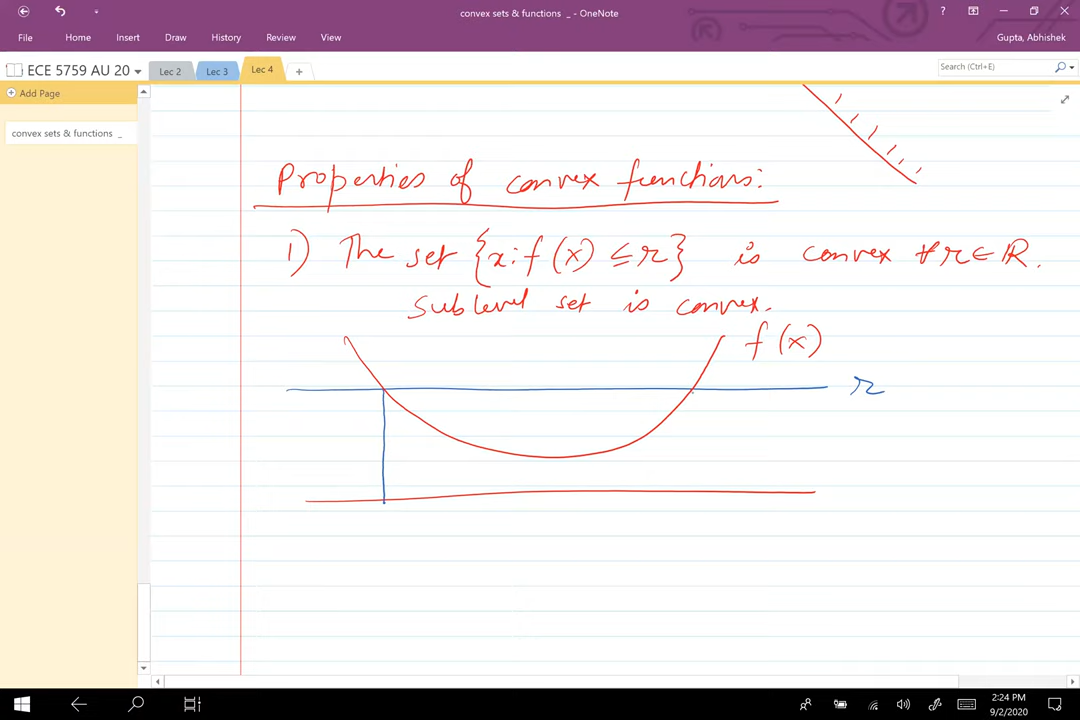 convex sets & functions _ - OneNote
?
File Home Insert Draw History Review View
Gupta, Abhishek
ECE 5759 AU 20 Lec 2 Lec 3 Lec 4 +
Search (Ctrl+E)
Add Page
convex sets & functions _
Properties of convex functions:
1) The set {x: f(x) ≤ r} is convex ∀ r ∈ ℝ.
sublevel set is convex.
f(x)
r
2:24 PM
9/2/2020